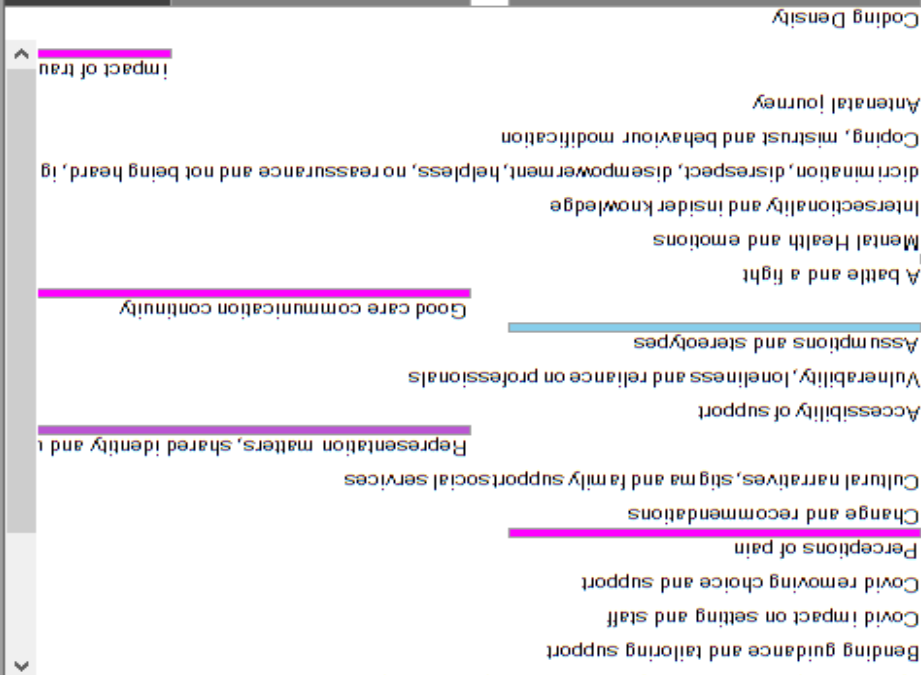 Bending guidance and tailoring support
Covid impact on setting and staff
Covid removing choice and support
Perceptions of pain
Change and recommendations
Cultural narratives, stigma and family support social services
Representation matters, shared identity and
Accessibility of support
Vulnerability, loneliness and reliance on professionals
Assumptions and stereotypes
Good care communication continuity
A battle and a fight
Mental Health and emotions
Intersectionality and insider knowledge
dicrimination, disrespect, disempowerment, helpless, no reassurance and not being heard, ig
Coping, mistrust and behaviour modification
Antenatal journey
impact of trau
Coding Density